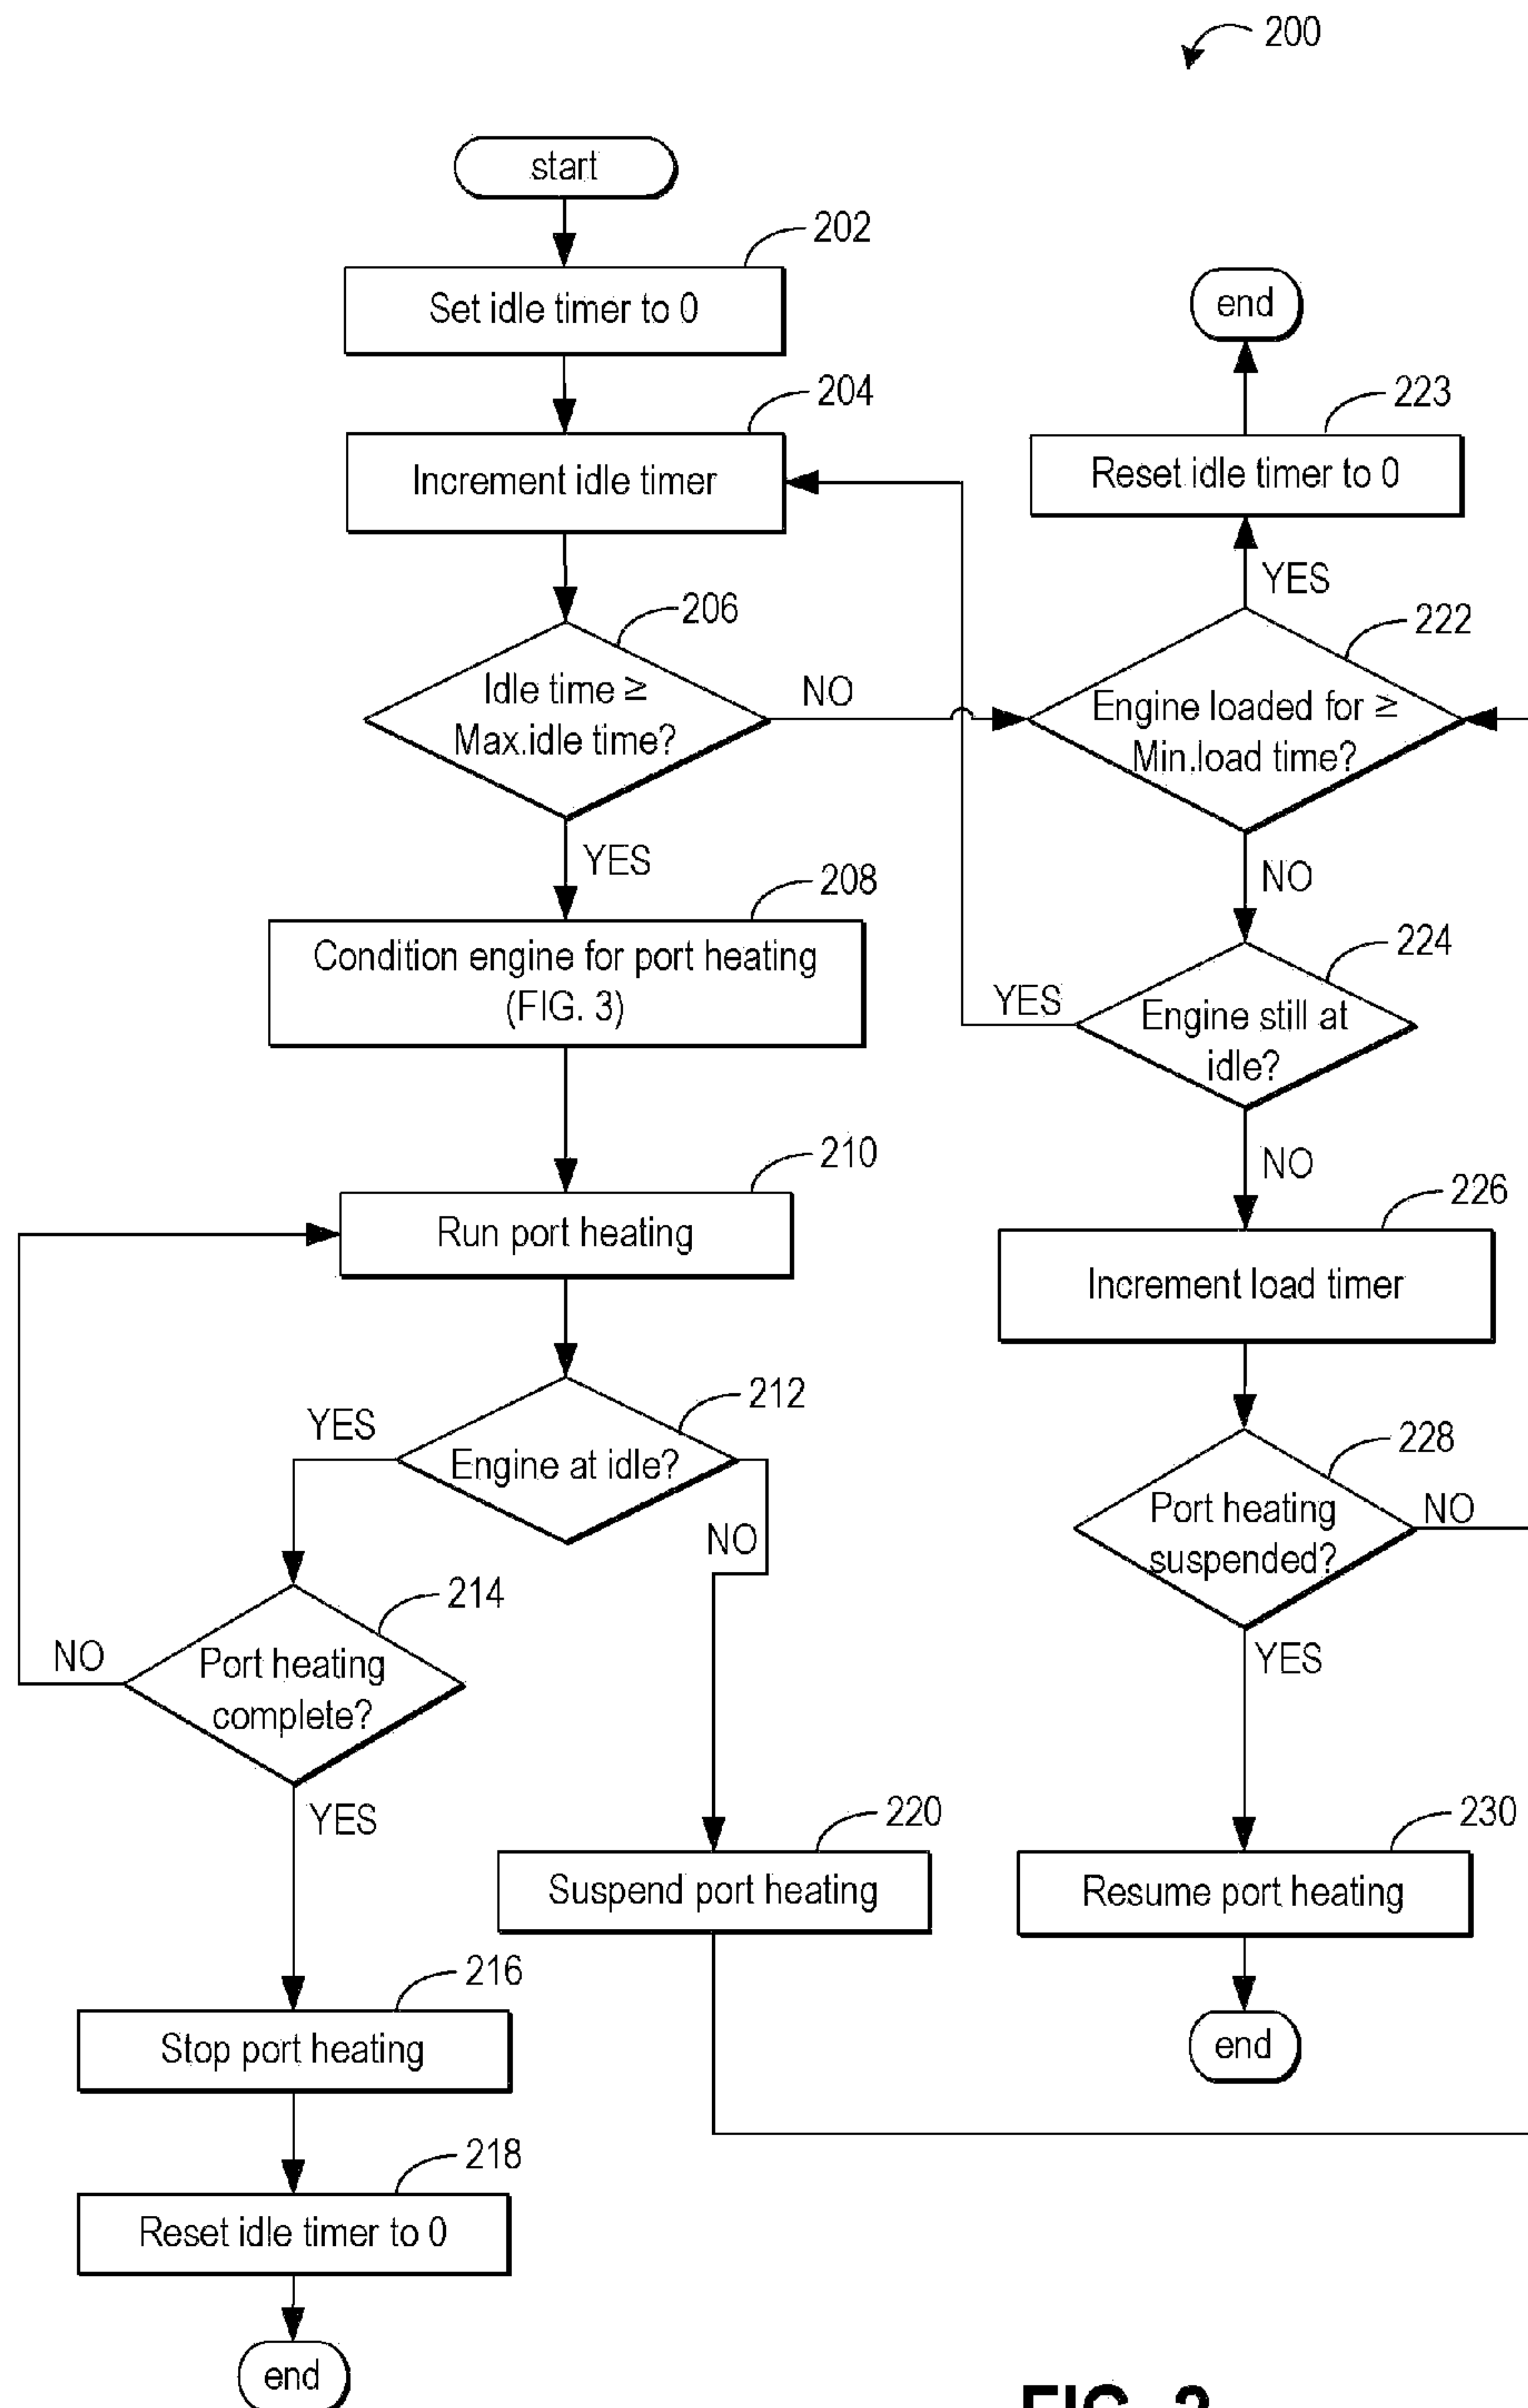 200
start
202
Set idle timer to 0
204
Increment idle timer
206
Idle time ≥
Max.idle time?
NO
YES
208
Condition engine for port heating
(FIG. 3)
210
Run port heating
212
Engine at idle?
YES
NO
214
Port heating
complete?
NO
YES
216
Stop port heating
218
Reset idle timer to 0
end
220
Suspend port heating
end
223
Reset idle timer to 0
YES
222
Engine loaded for ≥
Min.load time?
NO
224
Engine still at
idle?
YES
NO
226
Increment load timer
228
Port heating
suspended?
NO
YES
230
Resume port heating
end